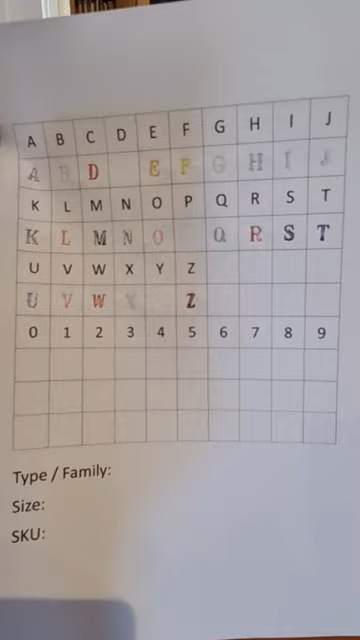 A B C D E F G H I J
A B D E F G H I J
K L M N O P Q R S T
K L M N O Q R S T
U V W X Y Z
U V W X Z
0 1 2 3 4 5 6 7 8 9
Type / Family:
Size:
SKU: